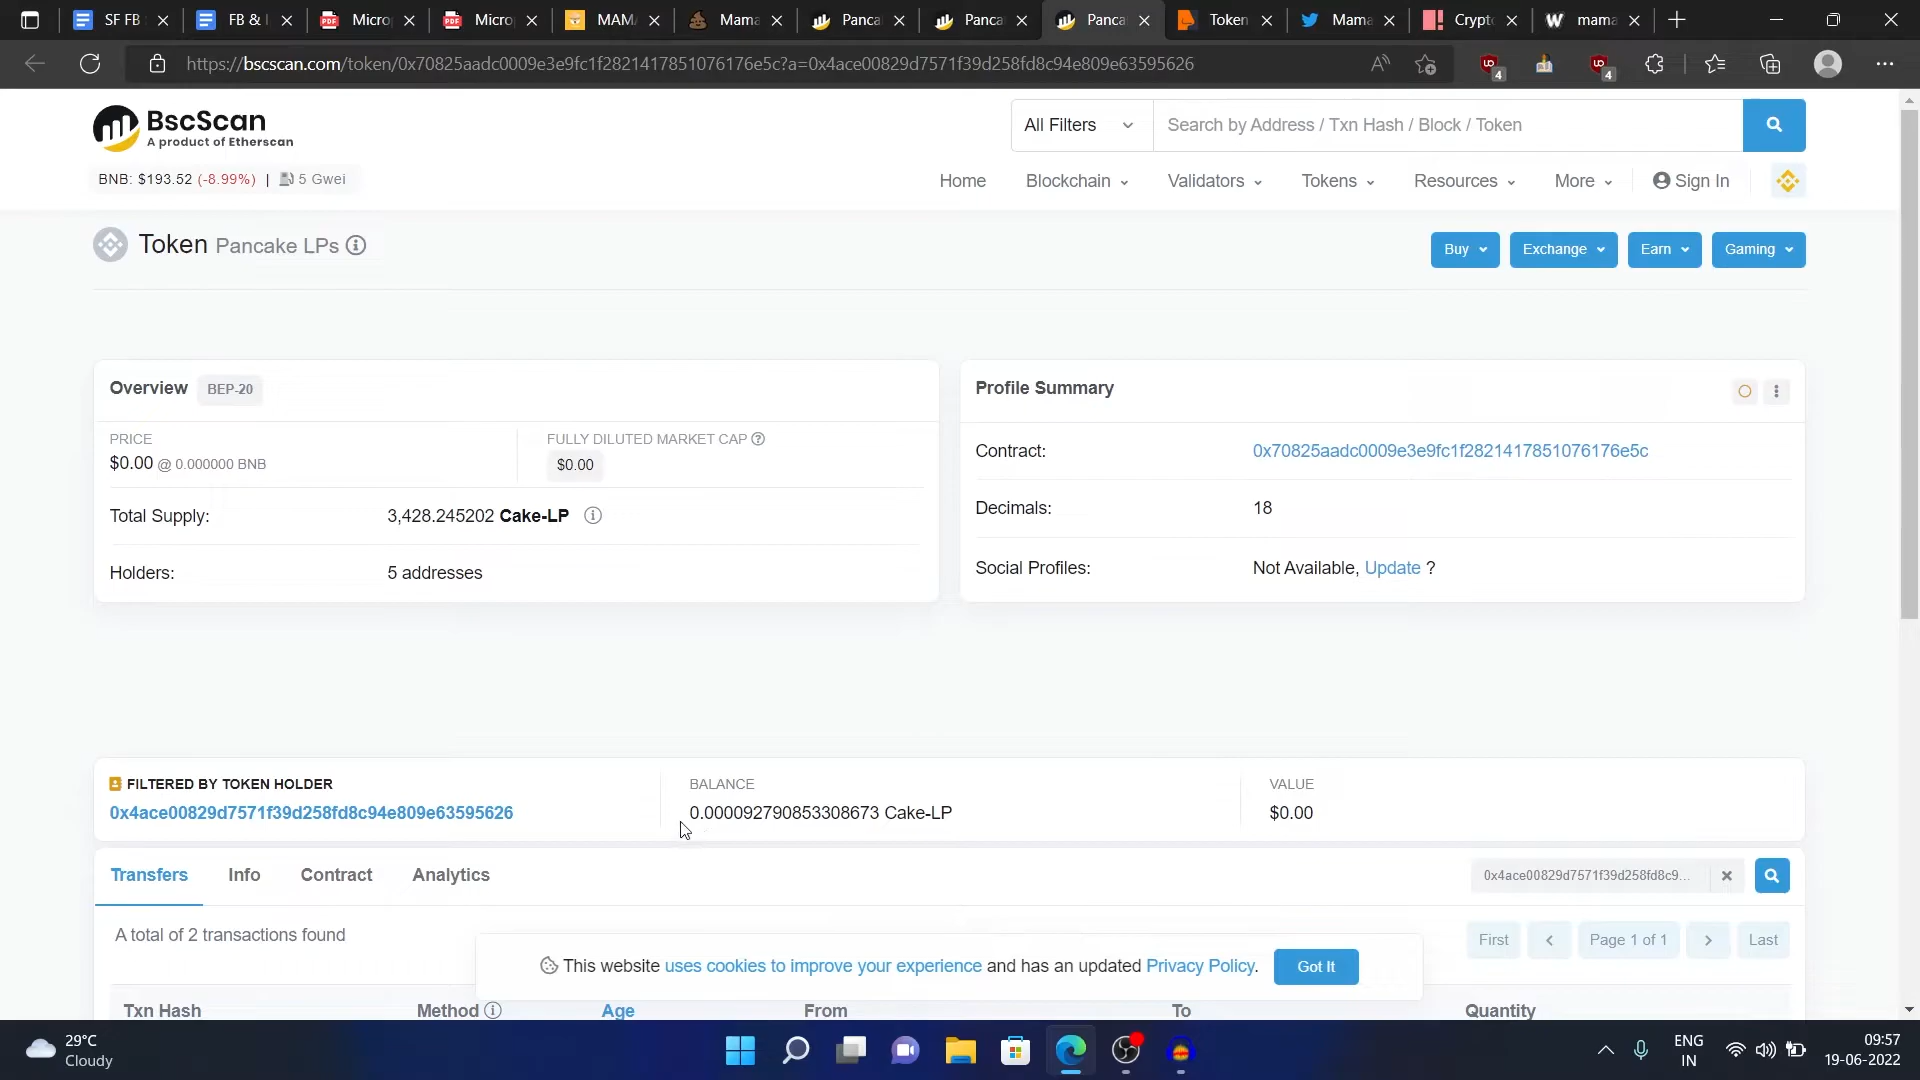 SF FB
FB &
Micro
Micro
MAM
Mama
Panca
Panca
Panca
Token
Mama
Crypto
mama
https://bscscan.com/token/0x70825aadc0009e3e9fc1f2821417851076176e5c?a=0x4ace00829d7571f39d258fd8c94e809e63595626
4
4
BscScan
A product of Etherscan
All Filters
Search by Address / Txn Hash / Block / Token
BNB: $193.52 (-8.99%) | 5 Gwei
Home
Blockchain
Validators
Tokens
Resources
More
Sign In
Token Pancake LPs
Buy
Exchange
Earn
Gaming
Overview BEP-20
PRICE
$0.00 @ 0.000000 BNB
FULLY DILUTED MARKET CAP
$0.00
Total Supply: 3,428.245202 Cake-LP
Holders: 5 addresses
Profile Summary
Contract: 0x70825aadc0009e3e9fc1f2821417851076176e5c
Decimals: 18
Social Profiles: Not Available, Update ?
FILTERED BY TOKEN HOLDER
0x4ace00829d7571f39d258fd8c94e809e63595626
BALANCE
0.000092790853308673 Cake-LP
VALUE
$0.00
Transfers
Info
Contract
Analytics
0x4ace00829d7571f39d258fd8c9...
A total of 2 transactions found
First
Page 1 of 1
Last
This website uses cookies to improve your experience and has an updated Privacy Policy.
Got It
Txn Hash
Method
Age
From
To
Quantity
29°C
Cloudy
ENG
IN
09:57
19-06-2022